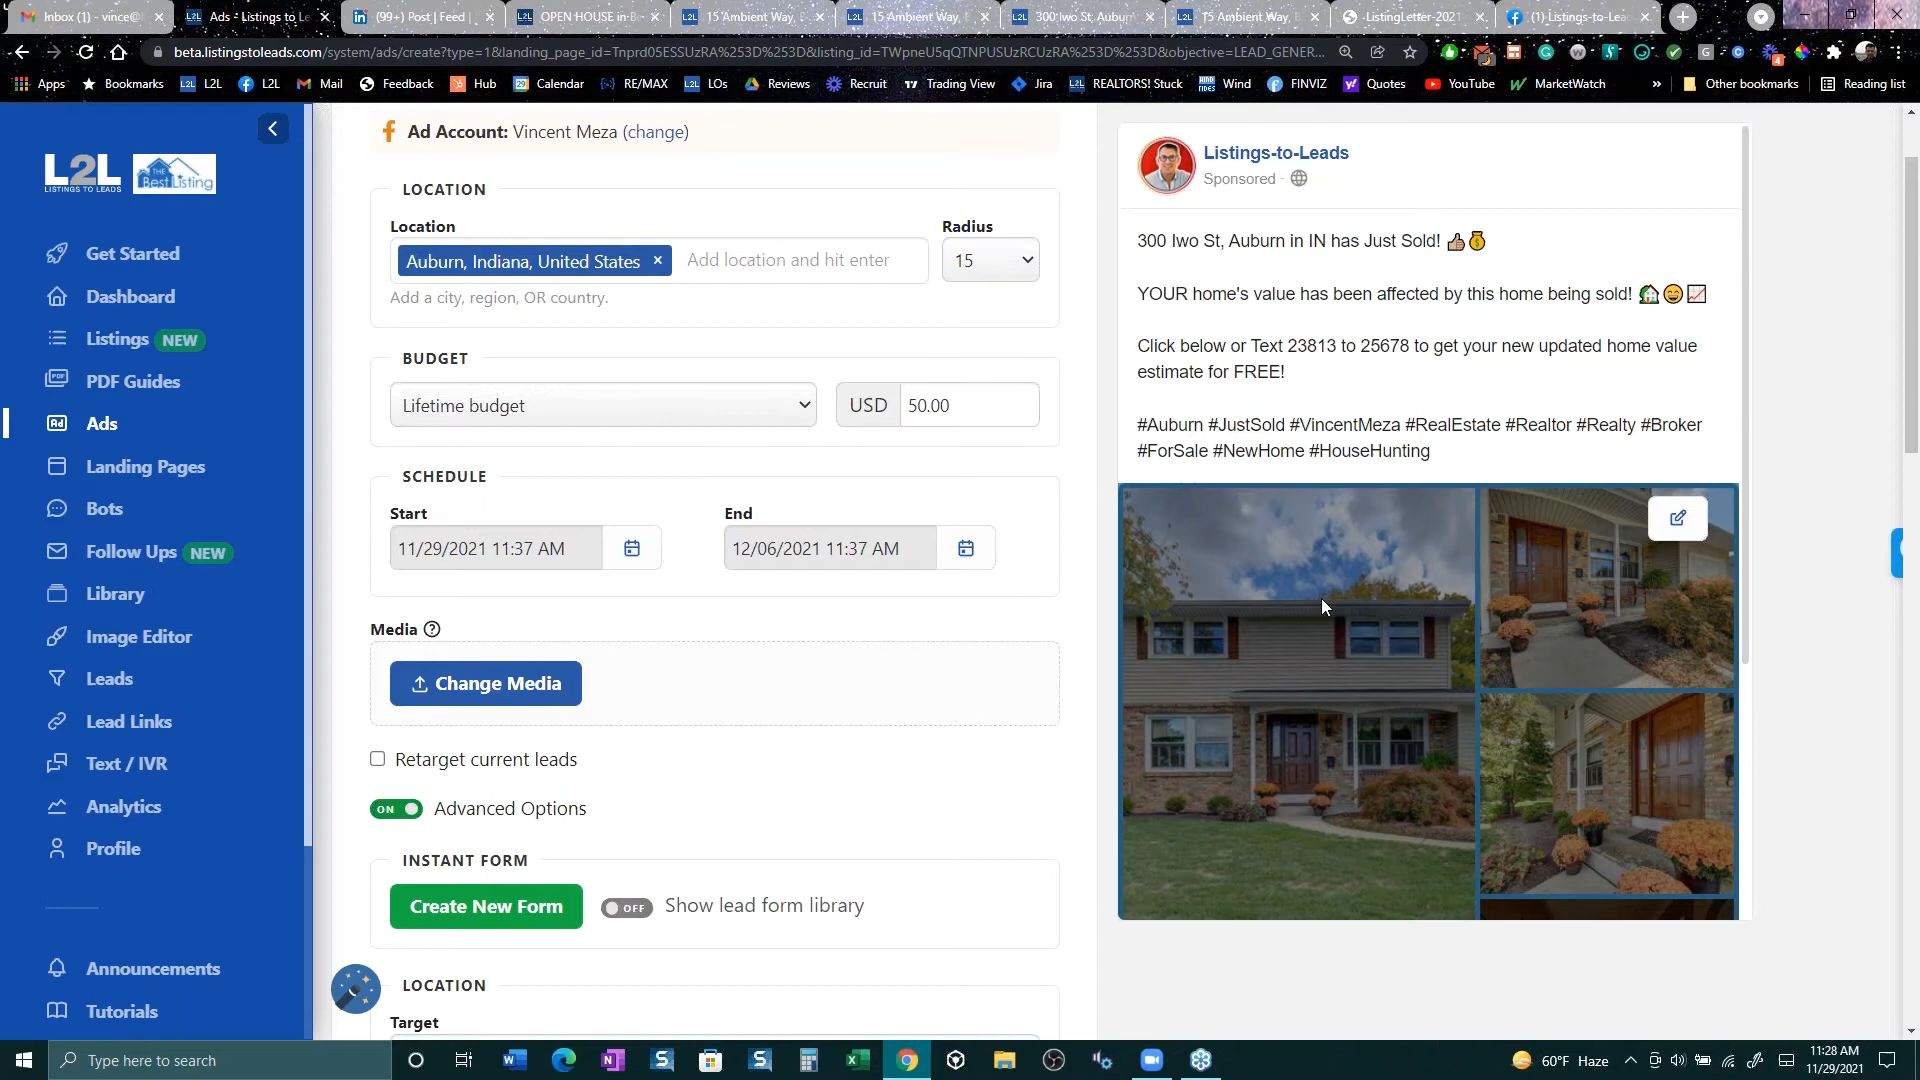 Inbox (1) - vince@l
Ads - Listings to Le
(99+) Post | Feed |
OPEN HOUSE in Be
15 Ambient Way,
15 Ambient Way,
300 Iwo St, Aubur
15 Ambient Way, B
-ListingLetter-2021
(1) Listings-to-Lea
beta.listingstoleads.com/system/ads/create?type=1&landing_page_id=Tnprd05ESSUzRA%253D%253D&listing_id=TWpneU5qQTNPUSUzRCUzRA%253D%253D&objective=LEAD_GENER...
Apps
Bookmarks
L2L
L2L
Mail
Feedback
Hub
Calendar
RE/MAX
LOs
Reviews
Recruit
Trading View
Jira
REALTORS! Stuck
Wind
FINVIZ
Quotes
YouTube
MarketWatch
»
Other bookmarks
Reading list
L2L
LISTINGS TO LEADS
THE
BestListing
Get Started
Dashboard
Listings NEW
PDF Guides
Ads
Landing Pages
Bots
Follow Ups NEW
Library
Image Editor
Leads
Lead Links
Text / IVR
Analytics
Profile
Announcements
Tutorials
Ad Account: Vincent Meza (change)
LOCATION
Location
Radius
Auburn, Indiana, United States ×
Add location and hit enter
15
Add a city, region, OR country.
BUDGET
Lifetime budget
USD 50.00
SCHEDULE
Start
End
11/29/2021 11:37 AM
12/06/2021 11:37 AM
Media
Change Media
Retarget current leads
ON Advanced Options
INSTANT FORM
Create New Form
OFF Show lead form library
LOCATION
Target
Listings-to-Leads
Sponsored ·
300 Iwo St, Auburn in IN has Just Sold! 👍💰
YOUR home's value has been affected by this home being sold! 🏡😄📈
Click below or Text 23813 to 25678 to get your new updated home value
estimate for FREE!
#Auburn #JustSold #VincentMeza #RealEstate #Realtor #Realty #Broker
#ForSale #NewHome #HouseHunting
Type here to search
60°F Haze
11:28 AM
11/29/2021